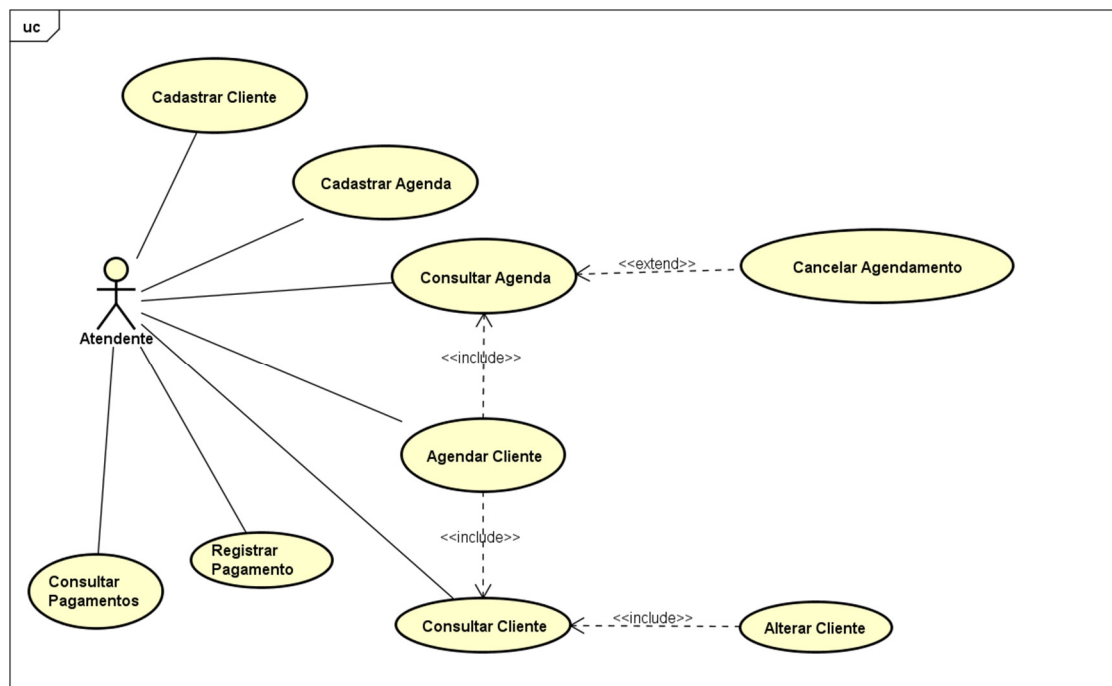 uc
Cadastrar Cliente
Cadastrar Agenda
Consultar Agenda
<<extend>>
Cancelar Agendamento
Atendente
<<include>>
Agendar Cliente
<<include>>
Registrar
Pagamento
Consultar
Pagamentos
Consultar Cliente
<<include>>
Alterar Cliente